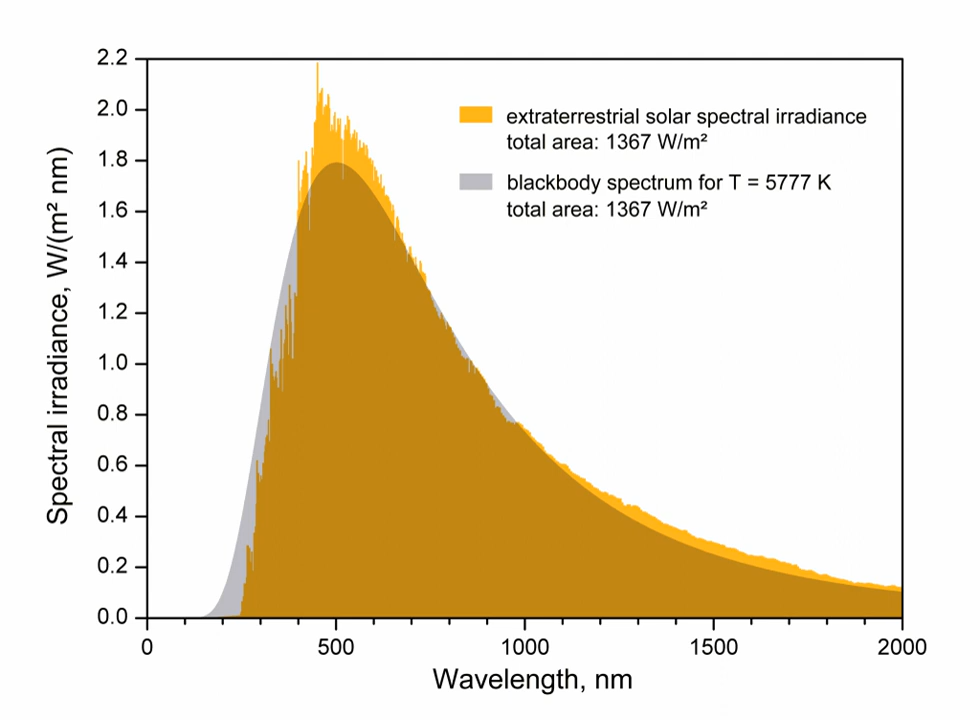 2.2
2.0
1.8
1.6
1.4
1.2
1.0
0.8
0.6
0.4
0.2
0.0
Spectral irradiance, W/(m² nm)
extraterrestrial solar spectral irradiance
total area: 1367 W/m²
blackbody spectrum for T = 5777 K
total area: 1367 W/m²
0 500 1000 1500 2000
Wavelength, nm